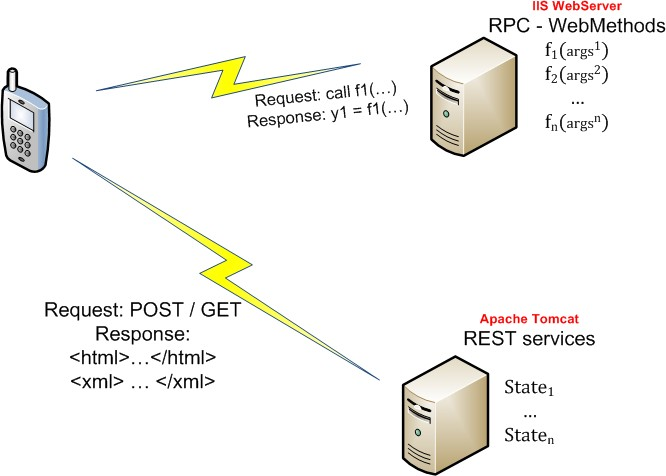 IIS WebServer
RPC - WebMethods
f₁(args¹)
f₂(args²)
...
fₙ(argsⁿ)
Request: call f1(...)
Response: y1 = f1(...)
Request: POST / GET
Response:
<html>...</html>
<xml> ... </xml>
Apache Tomcat
REST services
State₁
...
Stateₙ